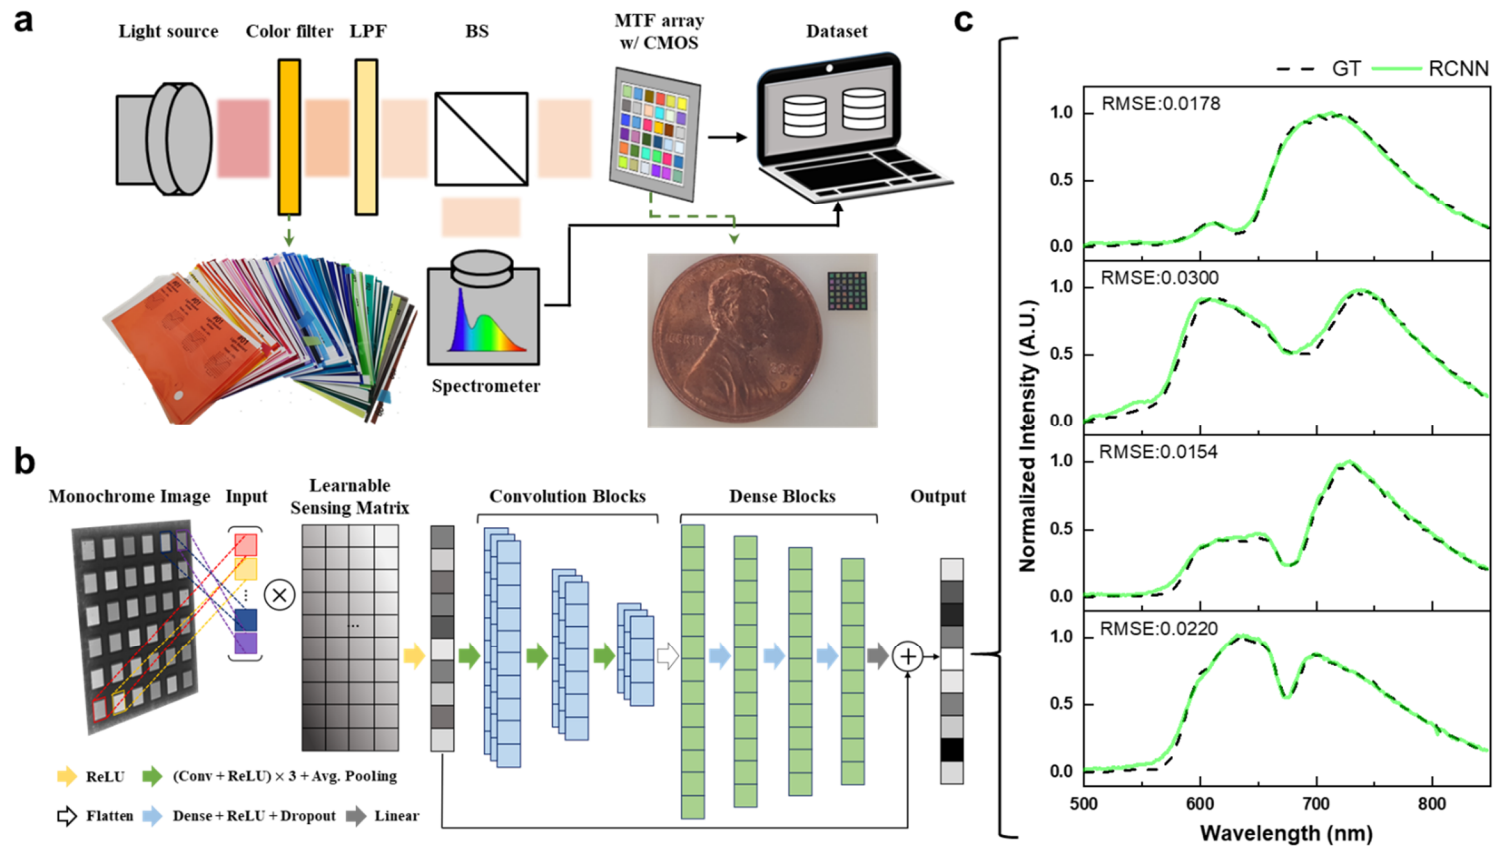 a
Light source
Color filter
LPF
BS
MTF array
w/ CMOS
Dataset
Spectrometer
b
Monochrome Image
Input
Learnable
Sensing Matrix
Convolution Blocks
Dense Blocks
Output
...
...
ReLU
(Conv + ReLU) × 3 + Avg. Pooling
Flatten
Dense + ReLU + Dropout
Linear
c
GT
RCNN
RMSE:0.0178
1.0
0.5
0.0
RMSE:0.0300
1.0
0.5
0.0
RMSE:0.0154
1.0
0.5
0.0
RMSE:0.0220
1.0
0.5
0.0
500 600 700 800
Wavelength (nm)
Normalized Intensity (A.U.)